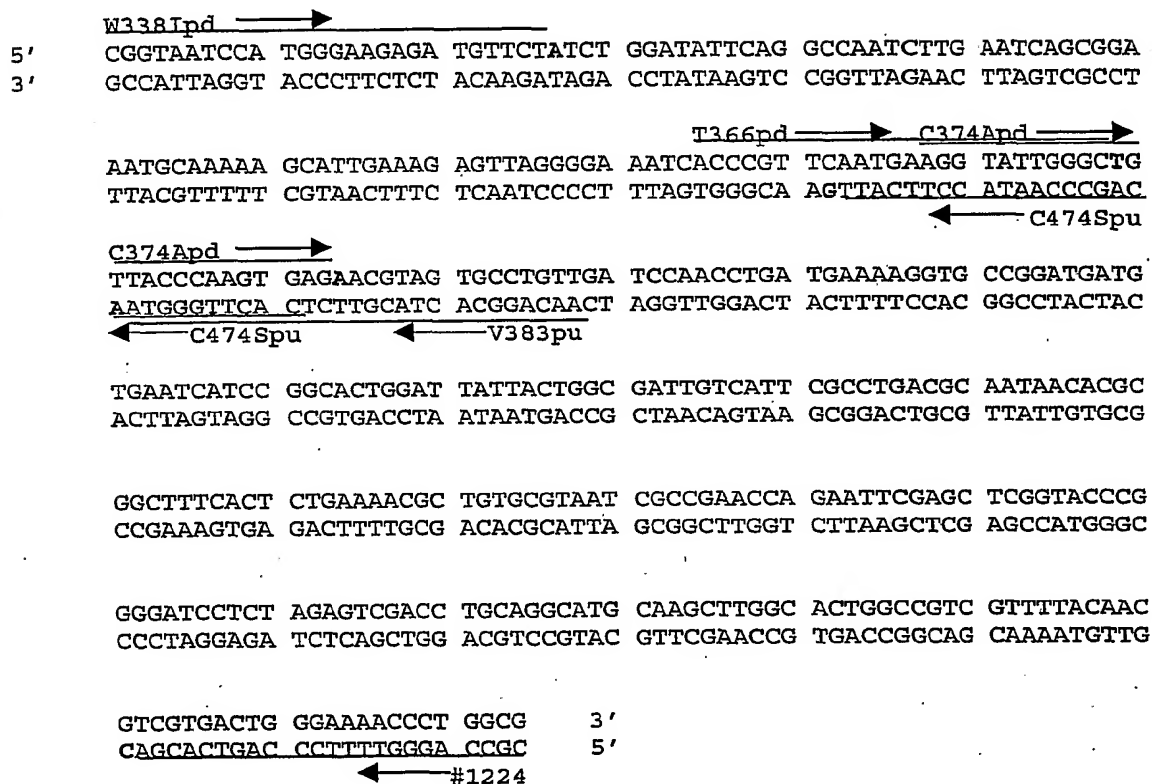 W338Ipd
5' CGGTAATCCA TGGGAAGAGA TGTTCTATCT GGATATTCAG GCCAATCTTG AATCAGCGGA
3' GCCATTAGGT ACCCTTCTCT ACAAGATAGA CCTATAAGTC CGGTTAGAAC TTAGTCGCCT
T366pd C374Apd
AATGCAAAAA GCATTGAAAG AGTTAGGGGA AATCACCCGT TCAATGAAGG TATTGGGCTG
TTACGTTTTT CGTAACTTTC TCAATCCCCT TTAGTGGGCA AGTTACTTCC ATAACCCGAC
C474Spu
C374Apd
TTACCCAAGT GAGAACGTAG TGCCTGTTGA TCCAACCTGA TGAAAAGGTG CCGGATGATG
AATGGGTTCA CTCTTGCATC ACGGACAACT AGGTTGGACT ACTTTTCCAC GGCCTACTAC
C474Spu V383pu
TGAATCATCC GGCACTGGAT TATTACTGGC GATTGTCATT CGCCTGACGC AATAACACGC
ACTTAGTAGG CCGTGACCTA ATAATGACCG CTAACAGTAA GCGGACTGCG TTATTGTGCG
GGCTTTCACT CTGAAAACGC TGTGCGTAAT CGCCGAACCA GAATTCGAGC TCGGTACCCG
CCGAAAGTGA GACTTTTGCG ACACGCATTA GCGGCTTGGT CTTAAGCTCG AGCCATGGGC
GGGATCCTCT AGAGTCGACC TGCAGGCATG CAAGCTTGGC ACTGGCCGTC GTTTTACAAC
CCCTAGGAGA TCTCAGCTGG ACGTCCGTAC GTTCGAACCG TGACCGGCAG CAAAATGTTG
GTCGTGACTG GGAAAACCCT GGCG 3'
CAGCACTGAC CCTTTTGGGA CCGC 5'
#1224